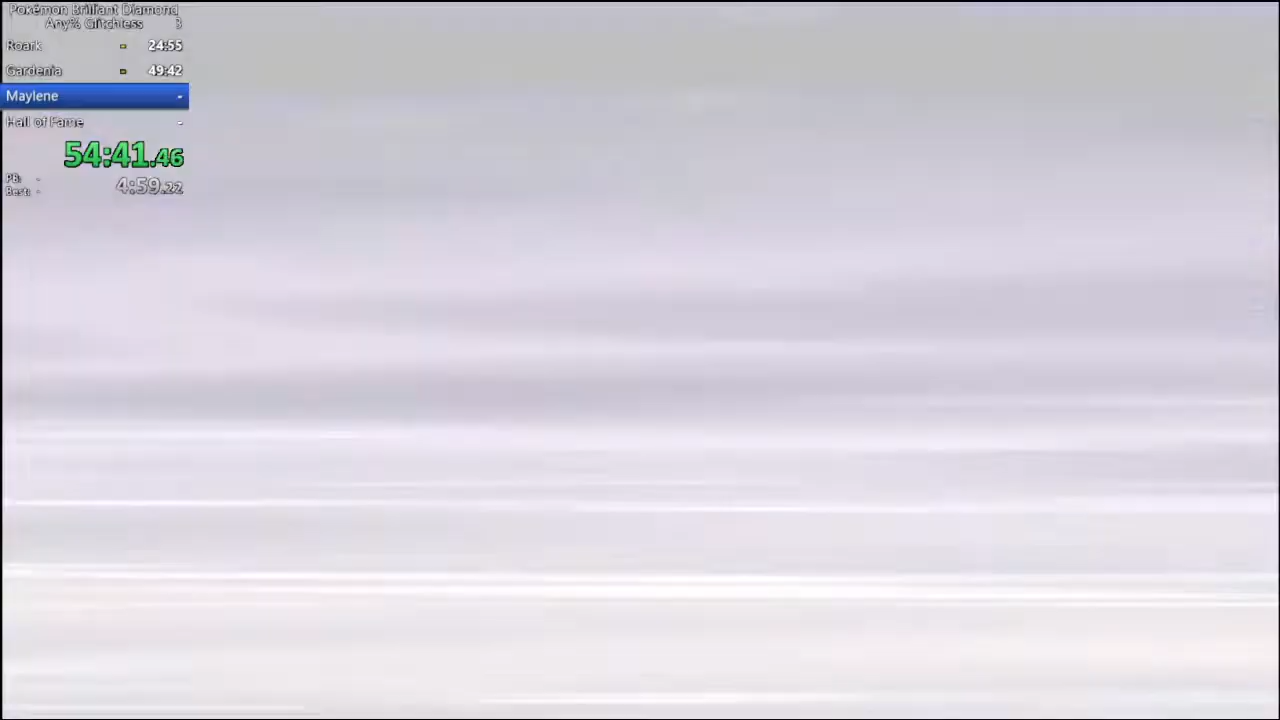 Pokémon Brilliant Diamond
Any% Glitchless 3
Roark 24:55
Gardenia 49:42
Maylene -
Hall of Fame -
54:41.46
PB: -
Best: - 4:59.22